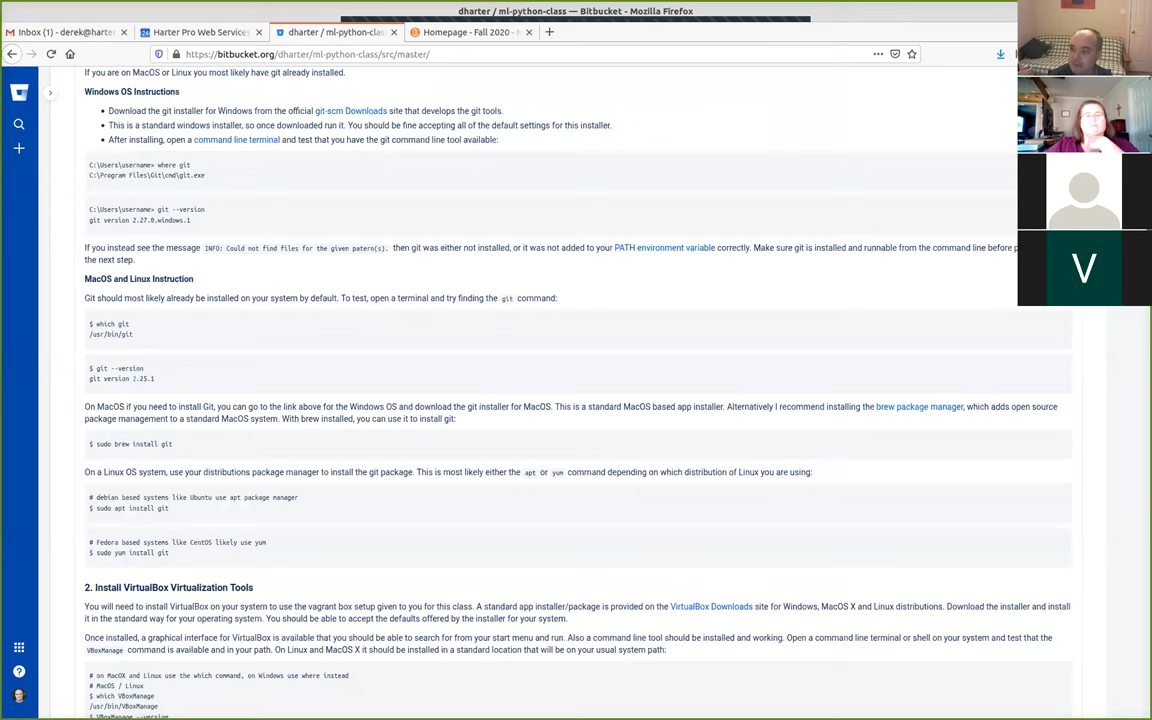 dharter / ml-python-class — Bitbucket - Mozilla Firefox
Inbox (1) - derek@harter
Harter Pro Web Services
dharter / ml-python-clas
Homepage - Fall 2020 -
https://bitbucket.org/dharter/ml-python-class/src/master/
If you are on MacOS or Linux you most likely have git already installed.
Windows OS Instructions
• Download the git installer for Windows from the official git-scm Downloads site that develops the git tools.
• This is a standard windows installer, so once downloaded run it. You should be fine accepting all of the default settings for this installer.
• After installing, open a command line terminal and test that you have the git command line tool available:
C:\Users\username> where git
C:\Program Files\Git\cmd\git.exe
C:\Users\username> git --version
git version 2.27.0.windows.1
If you instead see the message INFO: Could not find files for the given patern(s). then git was either not installed, or it was not added to your PATH environment variable correctly. Make sure git is installed and runnable from the command line before
the next step.
MacOS and Linux Instruction
Git should most likely already be installed on your system by default. To test, open a terminal and try finding the git command:
$ which git
/usr/bin/git
$ git --version
git version 2.25.1
On MacOS if you need to install Git, you can go to the link above for the Windows OS and download the git installer for MacOS. This is a standard MacOS based app installer. Alternatively I recommend installing the brew package manager, which adds open source
package management to a standard MacOS system. With brew installed, you can use it to install git:
$ sudo brew install git
On a Linux OS system, use your distributions package manager to install the git package. This is most likely either the apt or yum command depending on which distribution of Linux you are using:
# debian based systems like Ubuntu use apt package manager
$ sudo apt install git
# Fedora based systems like CentOS likely use yum
$ sudo yum install git
2. Install VirtualBox Virtualization Tools
You will need to install VirtualBox on your system to use the vagrant box setup given to you for this class. A standard app installer/package is provided on the VirtualBox Downloads site for Windows, MacOS X and Linux distributions. Download the installer and install
it in the standard way for your operating system. You should be able to accept the defaults offered by the installer for your system.
Once installed, a graphical interface for VirtualBox is available that you should be able to search for from your start menu and run. Also a command line tool should be installed and working. Open a command line terminal or shell on your system and test that the
VBoxManage command is available and in your path. On Linux and MacOS X it should be installed in a standard location that will be on your usual system path:
# on MacOX and Linux use the which command, on Windows use where instead
# MacOS / Linux
$ which VBoxManage
/usr/bin/VBoxManage
$ VBoxManage --version
V